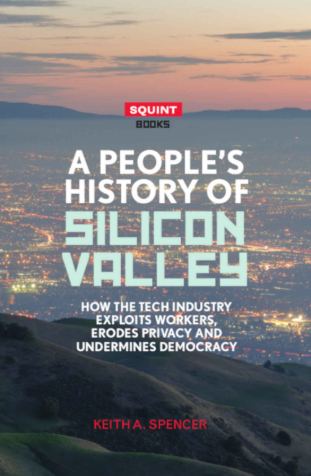 SQUINT
BOOKS
A PEOPLE'S
HISTORY OF
SILICON
VALLEY
HOW THE TECH INDUSTRY
EXPLOITS WORKERS,
ERODES PRIVACY AND
UNDERMINES DEMOCRACY
KEITH A. SPENCER